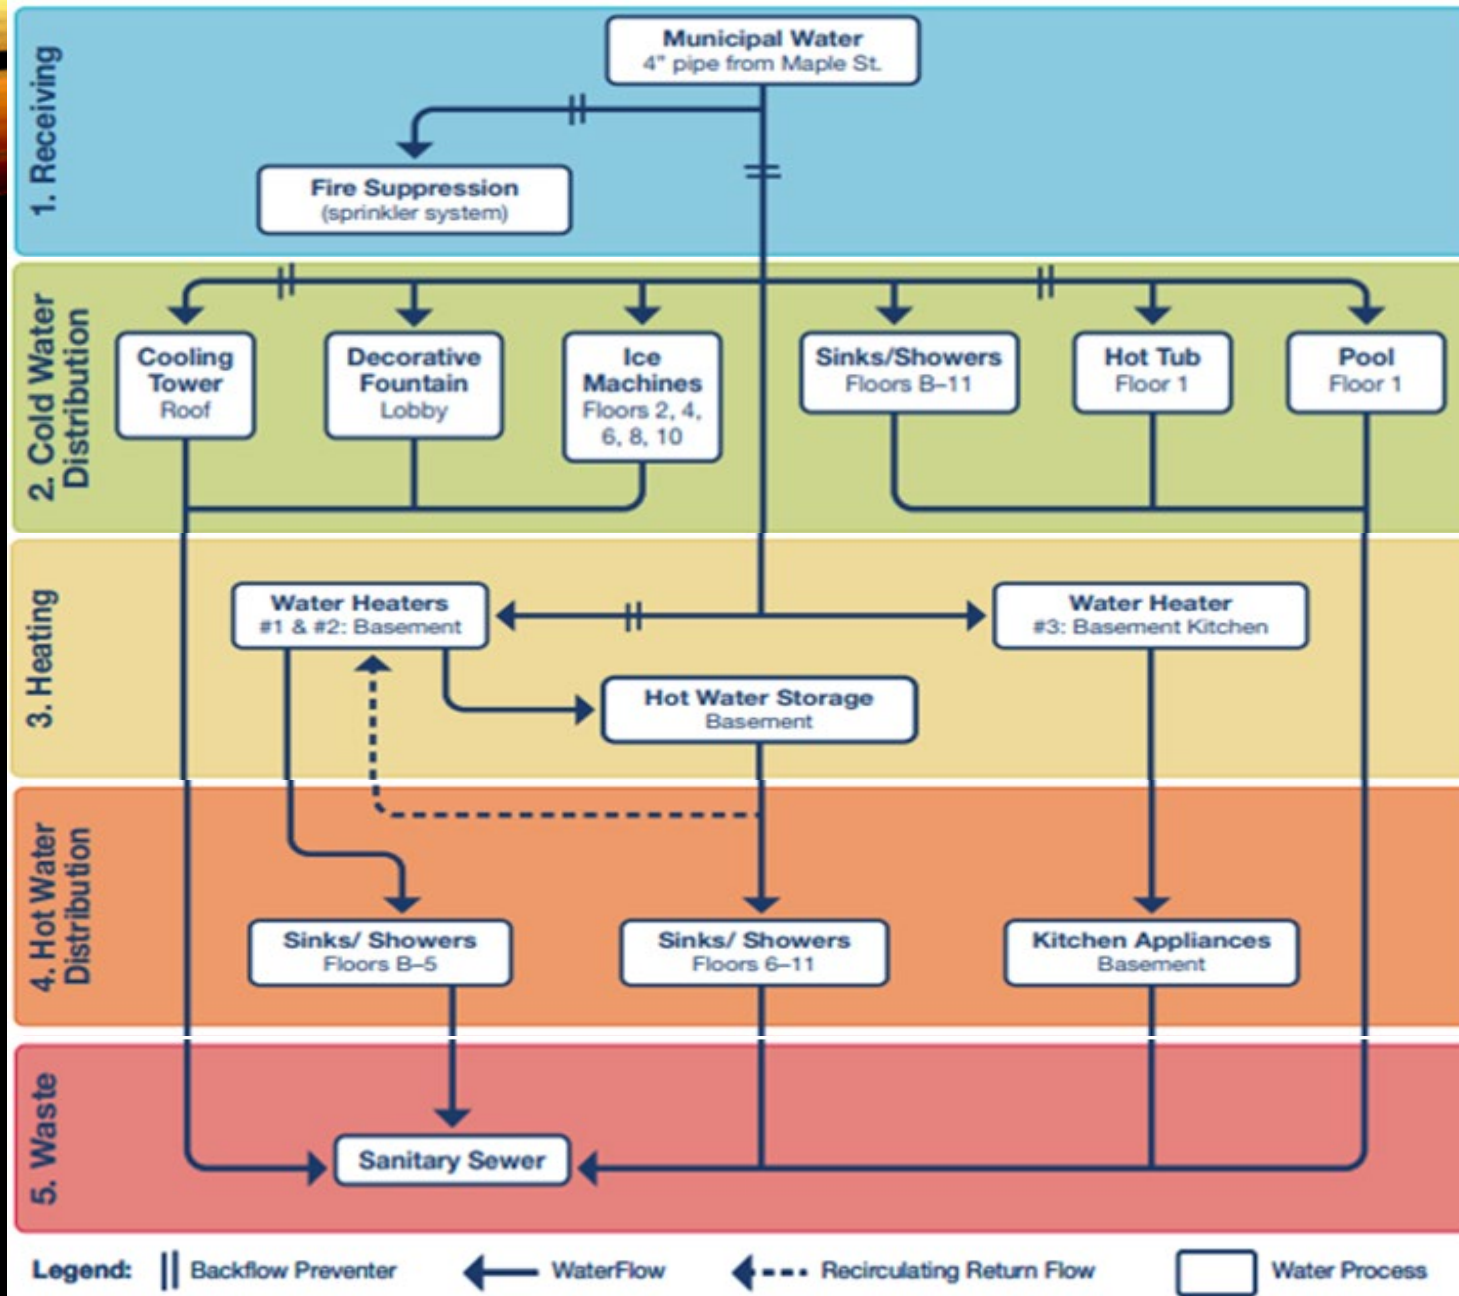 1. Receiving
Municipal Water
4" pipe from Maple St.
Fire Suppression
(sprinkler system)
2. Cold Water
Distribution
Cooling
Tower
Roof
Decorative
Fountain
Lobby
Ice
Machines
Floors 2, 4,
6, 8, 10
Sinks/Showers
Floors B–11
Hot Tub
Floor 1
Pool
Floor 1
3. Heating
Water Heaters
#1 & #2: Basement
Water Heater
#3: Basement Kitchen
Hot Water Storage
Basement
4. Hot Water
Distribution
Sinks/ Showers
Floors B–5
Sinks/ Showers
Floors 6–11
Kitchen Appliances
Basement
5. Waste
Sanitary Sewer
Legend: Backflow Preventer WaterFlow Recirculating Return Flow Water Process